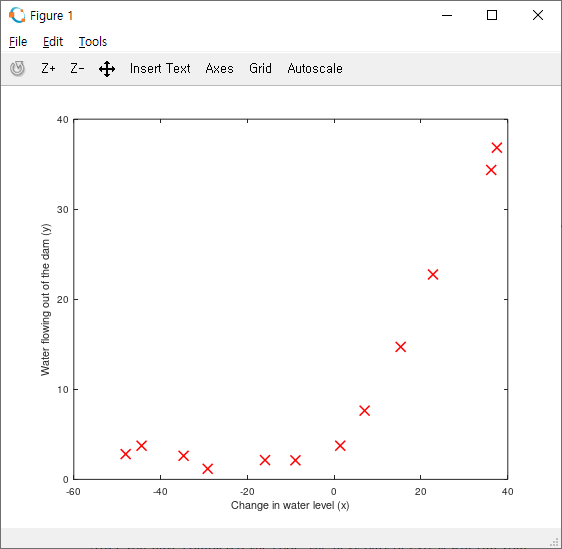 Figure 1
File Edit Tools
Z+ Z- Insert Text Axes Grid Autoscale
40
30
20
10
0
Water flowing out of the dam (y)
-60 -40 -20 0 20 40
Change in water level (x)